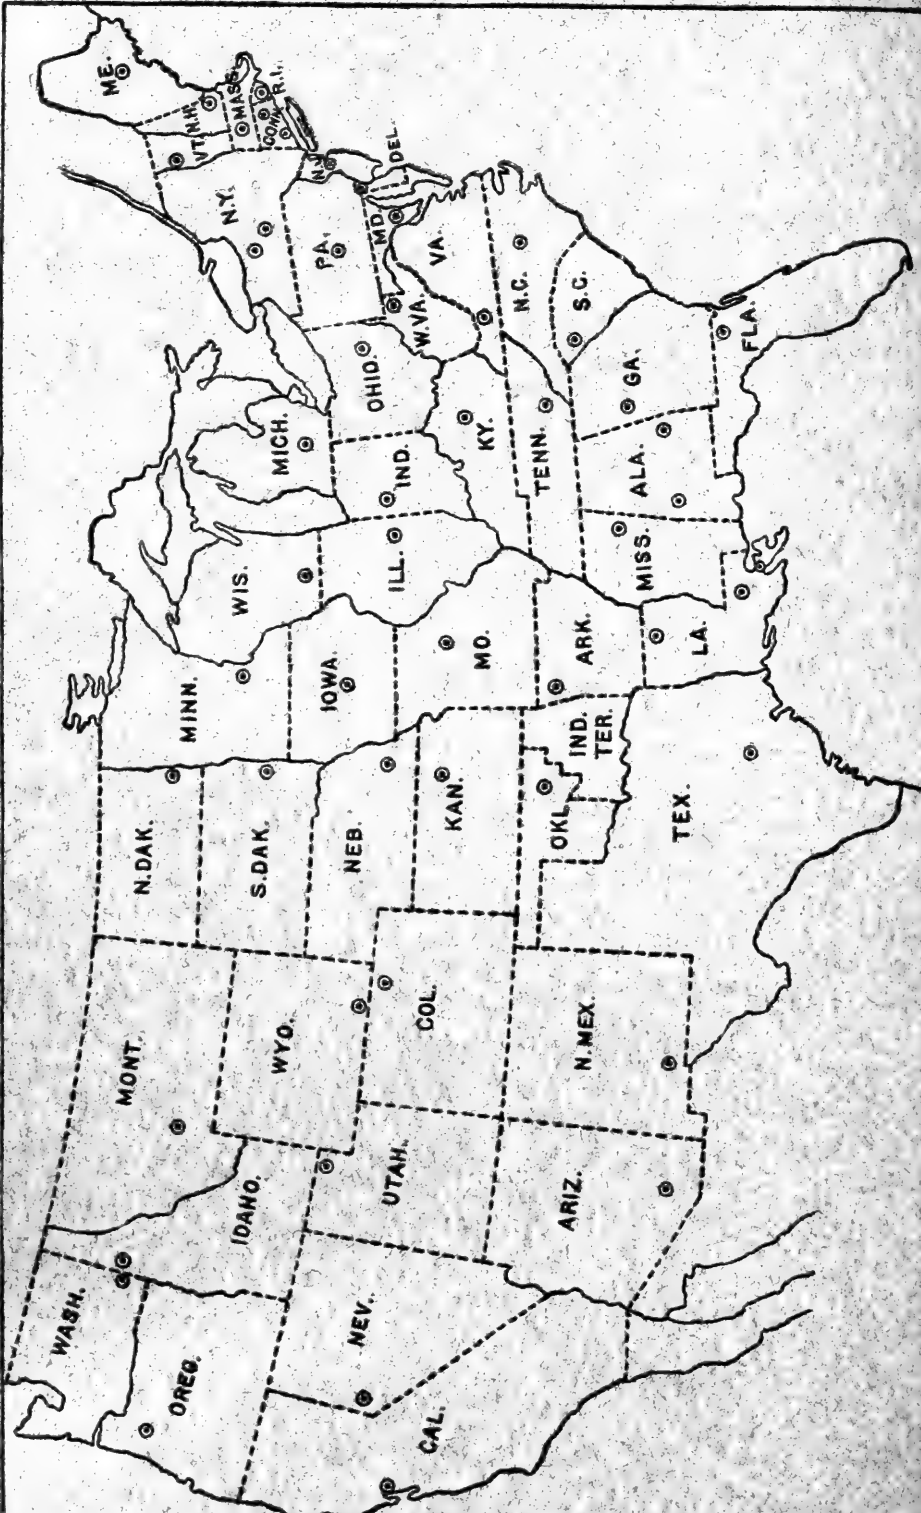 WASH.
OREG.
CAL.
NEV.
IDAHO.
MONT.
WYO.
UTAH.
ARIZ.
COL.
N.MEX.
N.DAK.
S.DAK.
NEB.
KAN.
OKL.
IND.
TER.
TEX.
MINN.
IOWA.
MO.
ARK.
LA.
WIS.
ILL.
MICH.
IND.
OHIO.
KY.
TENN.
MISS.
ALA.
GA.
FLA.
S.C.
N.C.
VA.
W.VA.
MD.
DEL.
PA.
N.J.
N.Y.
VT.
N.H.
ME.
MASS.
CONN.
R.I.